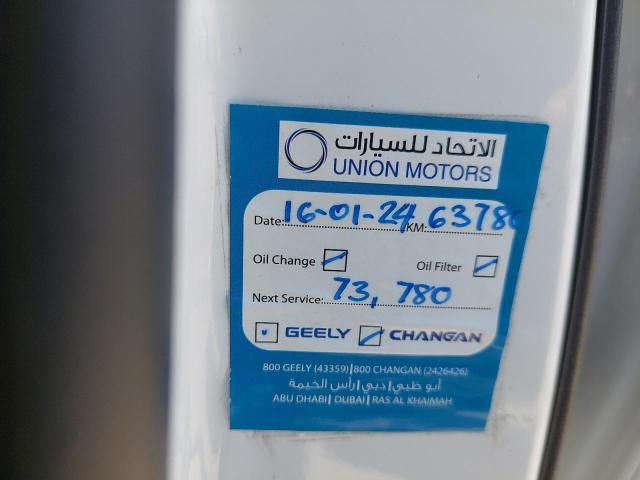 الاتحاد للسيارات
UNION MOTORS
Date: 16-01-24 KM: 63780
Oil Change Oil Filter
Next Service: 73, 780
GEELY CHANGAN
800 GEELY (43359)|800 CHANGAN (2426426)
أبو ظبي|دبي|رأس الخيمة
ABU DHABI| DUBAI| RAS AL KHAIMAH